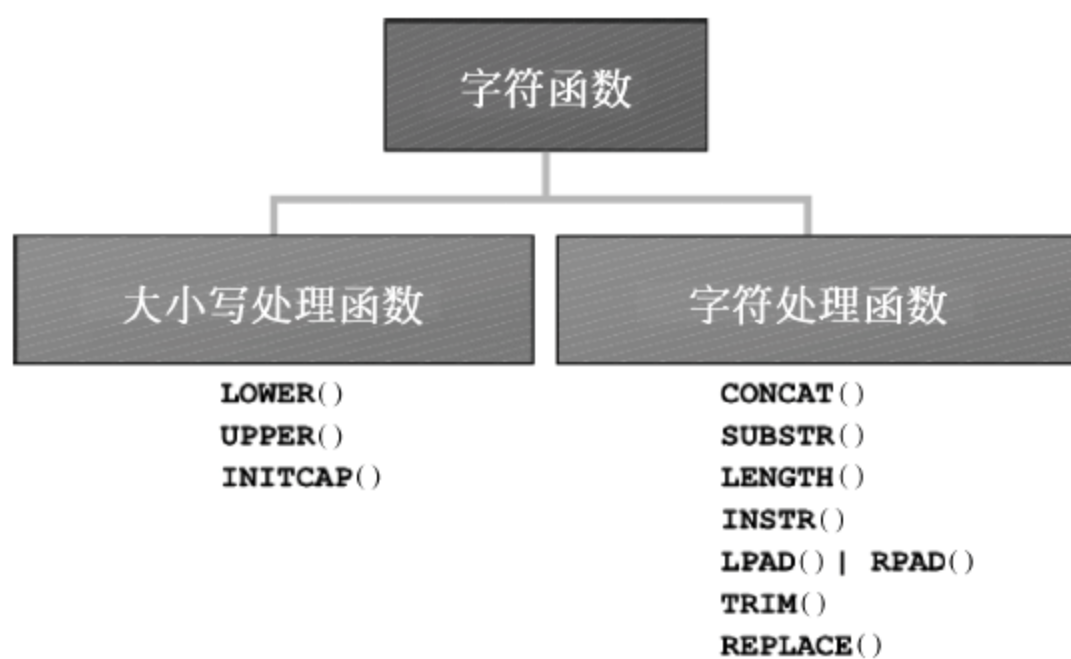 字符函数
大小写处理函数
LOWER()
UPPER()
INITCAP()
字符处理函数
CONCAT()
SUBSTR()
LENGTH()
INSTR()
LPAD()| RPAD()
TRIM()
REPLACE()